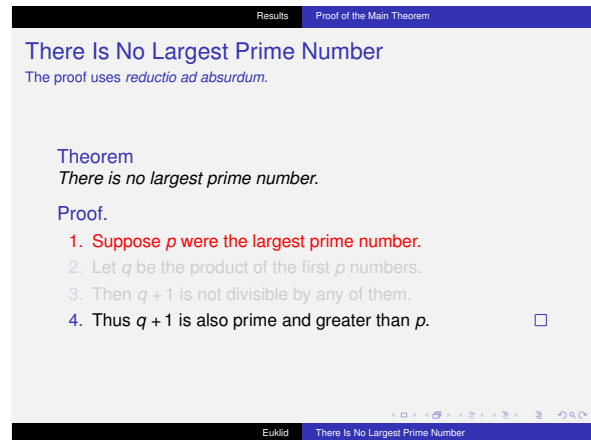 Results Proof of the Main Theorem
There Is No Largest Prime Number
The proof uses reductio ad absurdum.
Theorem
There is no largest prime number.
Proof.
1. Suppose p were the largest prime number.
2. Let q be the product of the first p numbers.
3. Then q + 1 is not divisible by any of them.
4. Thus q + 1 is also prime and greater than p.
Euklid There Is No Largest Prime Number